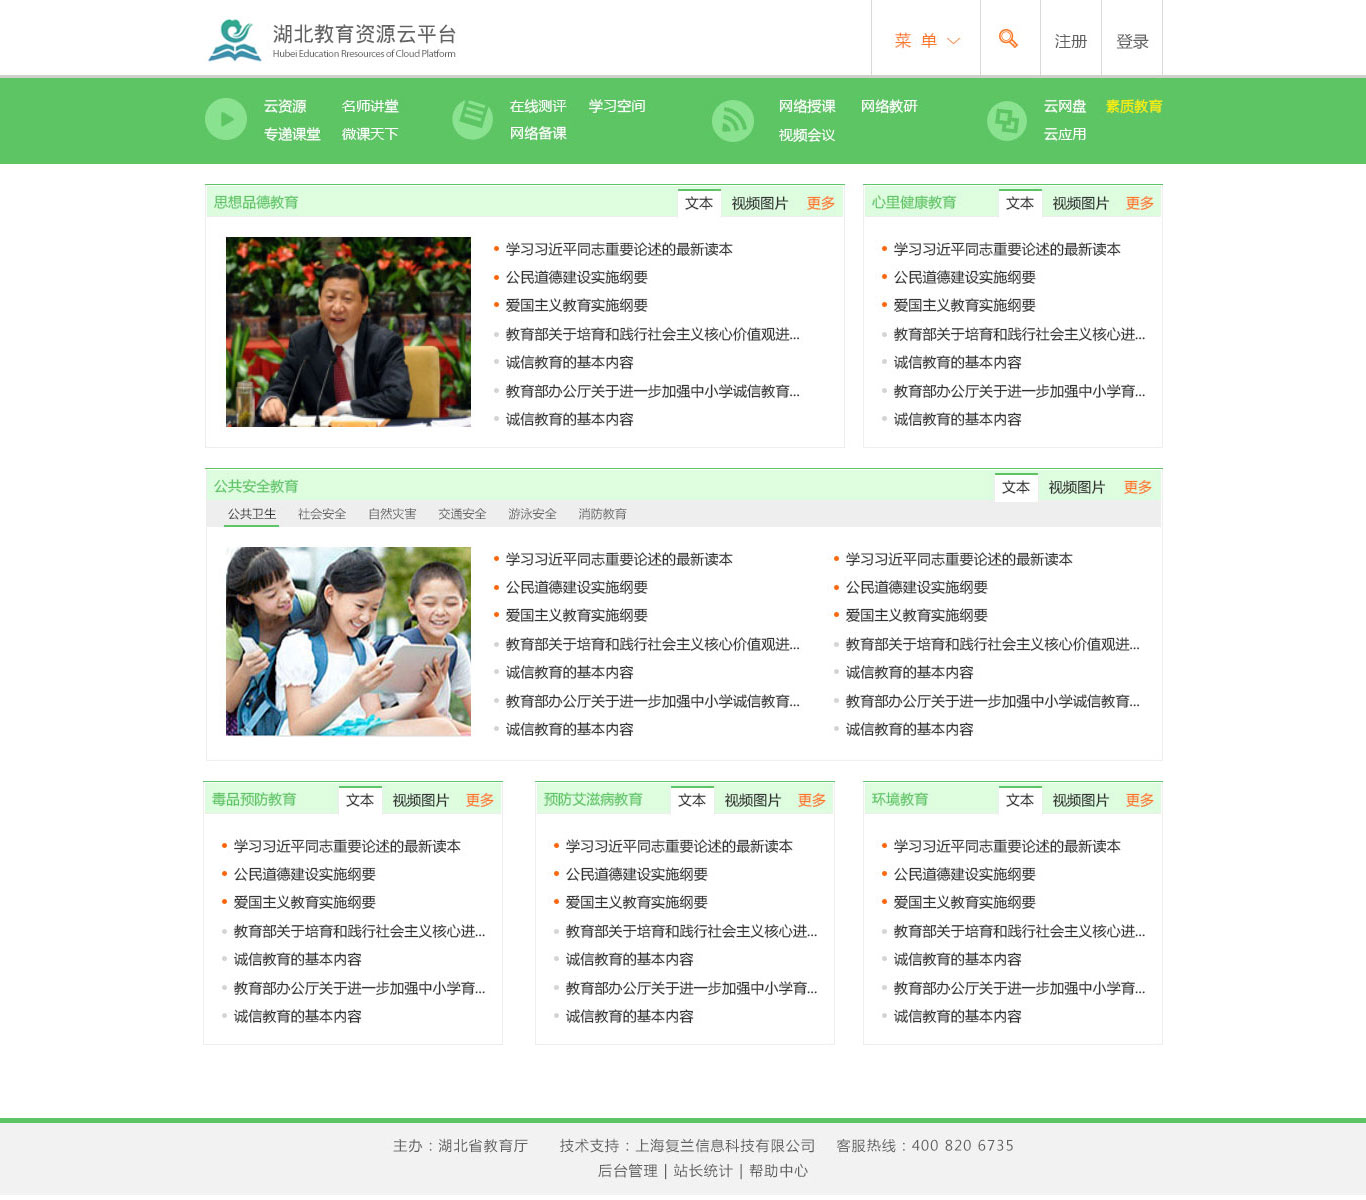 湖北教育资源云平台
Hubei Education Rresources of Cloud Platform
菜 单
注册
登录
云资源 名师讲堂 在线测评 学习空间 网络授课 网络教研 云网盘 素质教育
专递课堂 微课天下 网络备课 视频会议 云应用
思想品德教育 文本 视频图片 更多
学习习近平同志重要论述的最新读本
公民道德建设实施纲要
爱国主义教育实施纲要
教育部关于培育和践行社会主义核心价值观进...
诚信教育的基本内容
教育部办公厅关于进一步加强中小学诚信教育...
诚信教育的基本内容
心里健康教育 文本 视频图片 更多
学习习近平同志重要论述的最新读本
公民道德建设实施纲要
爱国主义教育实施纲要
教育部关于培育和践行社会主义核心进...
诚信教育的基本内容
教育部办公厅关于进一步加强中小学育...
诚信教育的基本内容
公共安全教育 文本 视频图片 更多
公共卫生 社会安全 自然灾害 交通安全 游泳安全 消防教育
学习习近平同志重要论述的最新读本
公民道德建设实施纲要
爱国主义教育实施纲要
教育部关于培育和践行社会主义核心价值观进...
诚信教育的基本内容
教育部办公厅关于进一步加强中小学诚信教育...
诚信教育的基本内容
学习习近平同志重要论述的最新读本
公民道德建设实施纲要
爱国主义教育实施纲要
教育部关于培育和践行社会主义核心价值观进...
诚信教育的基本内容
教育部办公厅关于进一步加强中小学诚信教育...
诚信教育的基本内容
毒品预防教育 文本 视频图片 更多
学习习近平同志重要论述的最新读本
公民道德建设实施纲要
爱国主义教育实施纲要
教育部关于培育和践行社会主义核心进...
诚信教育的基本内容
教育部办公厅关于进一步加强中小学育...
诚信教育的基本内容
预防艾滋病教育 文本 视频图片 更多
学习习近平同志重要论述的最新读本
公民道德建设实施纲要
爱国主义教育实施纲要
教育部关于培育和践行社会主义核心进...
诚信教育的基本内容
教育部办公厅关于进一步加强中小学育...
诚信教育的基本内容
环境教育 文本 视频图片 更多
学习习近平同志重要论述的最新读本
公民道德建设实施纲要
爱国主义教育实施纲要
教育部关于培育和践行社会主义核心进...
诚信教育的基本内容
教育部办公厅关于进一步加强中小学育...
诚信教育的基本内容
主办：湖北省教育厅 技术支持：上海复兰信息科技有限公司 客服热线：400 820 6735
后台管理 | 站长统计 | 帮助中心